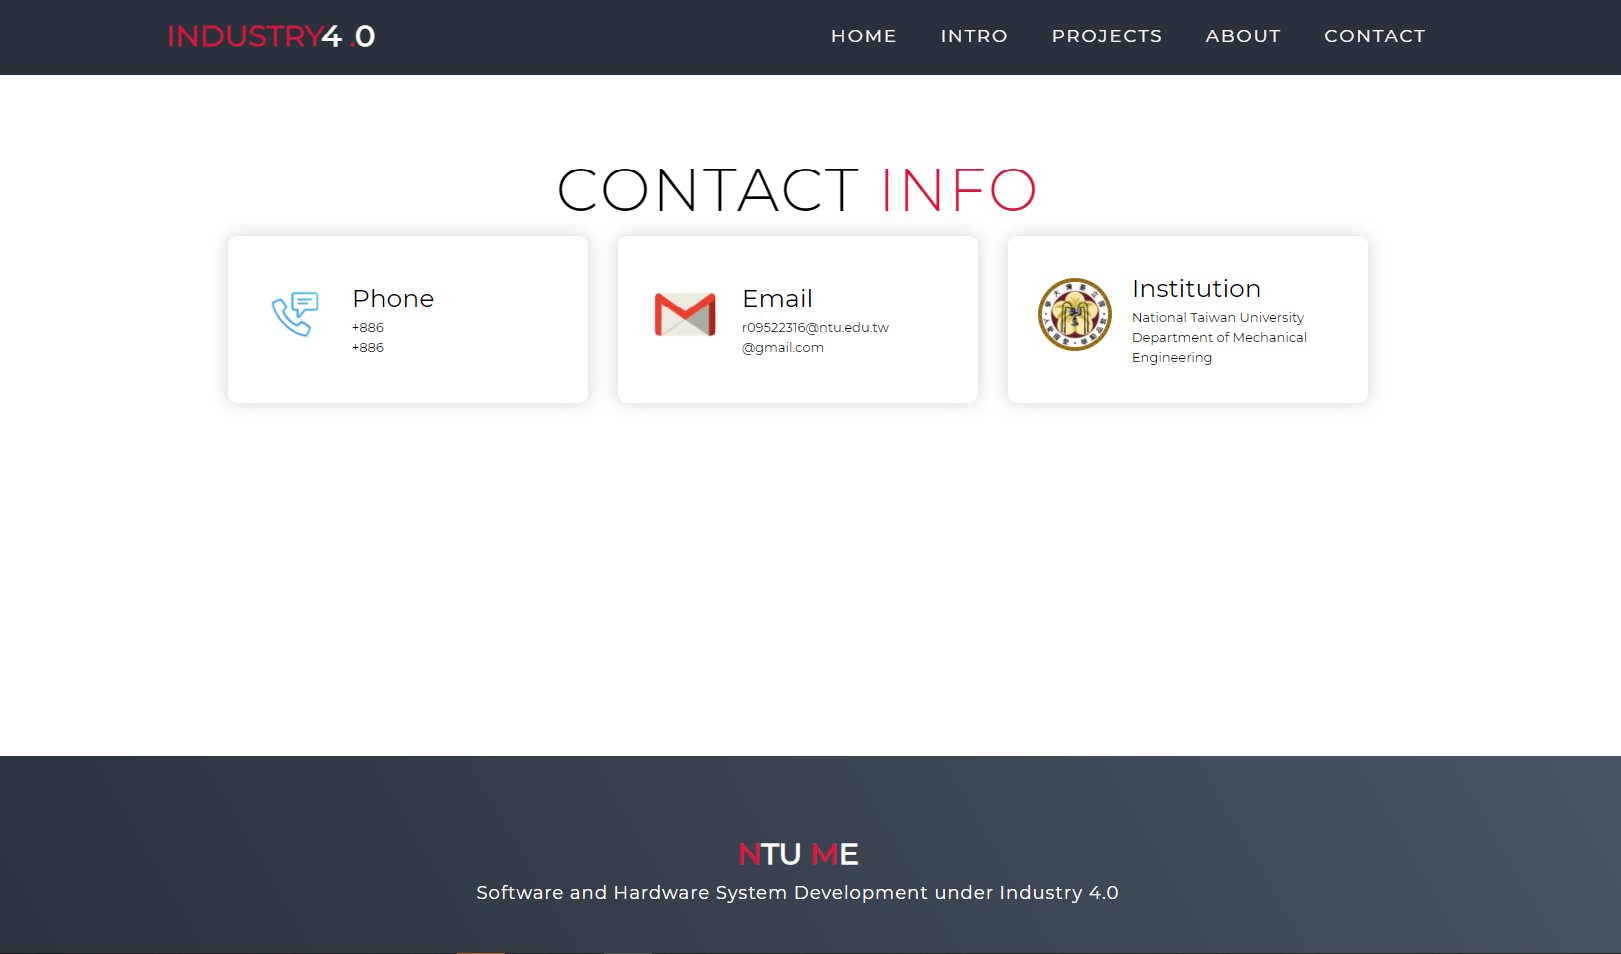 INDUSTRY4 .0
HOME INTRO PROJECTS ABOUT CONTACT
CONTACT INFO
Phone
+886
+886
Email
r09522316@ntu.edu.tw
@gmail.com
Institution
National Taiwan University
Department of Mechanical
Engineering
NTU ME
Software and Hardware System Development under Industry 4.0